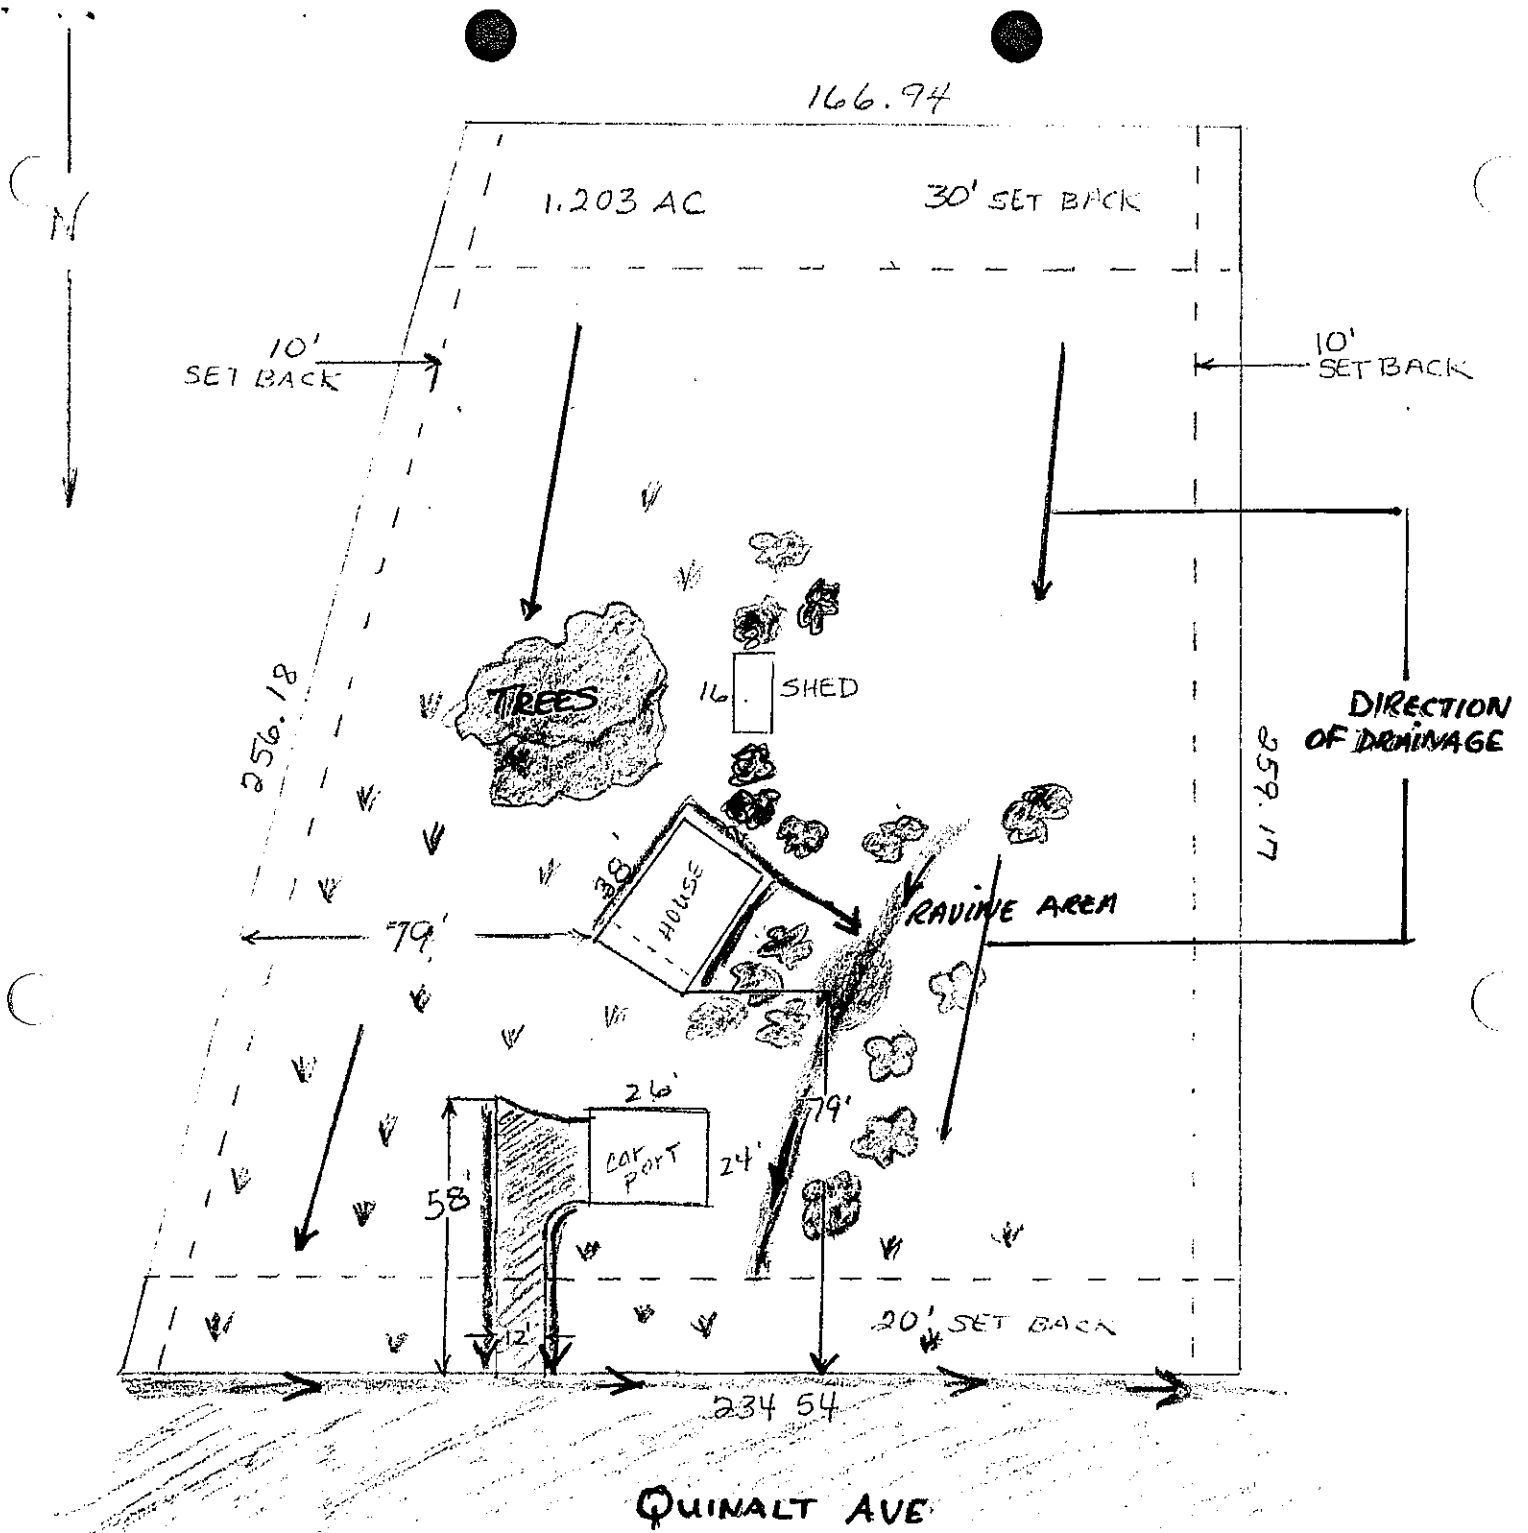 166.94
N
1.203 AC
30' SET BACK
10'
SET BACK
10'
SET BACK
256.18
TREES
16
SHED
DIRECTION
OF DRAINAGE
259.17
38'
HOUSE
RAVINE AREA
79'
26'
79'
car
port
24'
58'
12'
20' SET BACK
234 54
QUINALT AVE